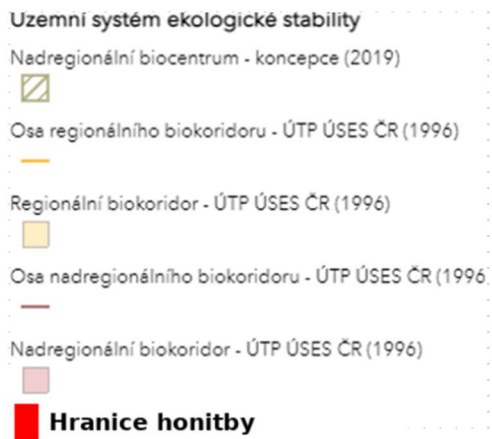 Uzemní systém ekologické stability
Nadregionální biocentrum - koncepce (2019)
Osa regionálního biokoridoru - ÚTP ÚSES ČR (1996)
Regionální biokoridor - ÚTP ÚSES ČR (1996)
Osa nadregionálního biokoridoru - ÚTP ÚSES ČR (1996
Nadregionální biokoridor - ÚTP ÚSES ČR (1996)
Hranice honitby